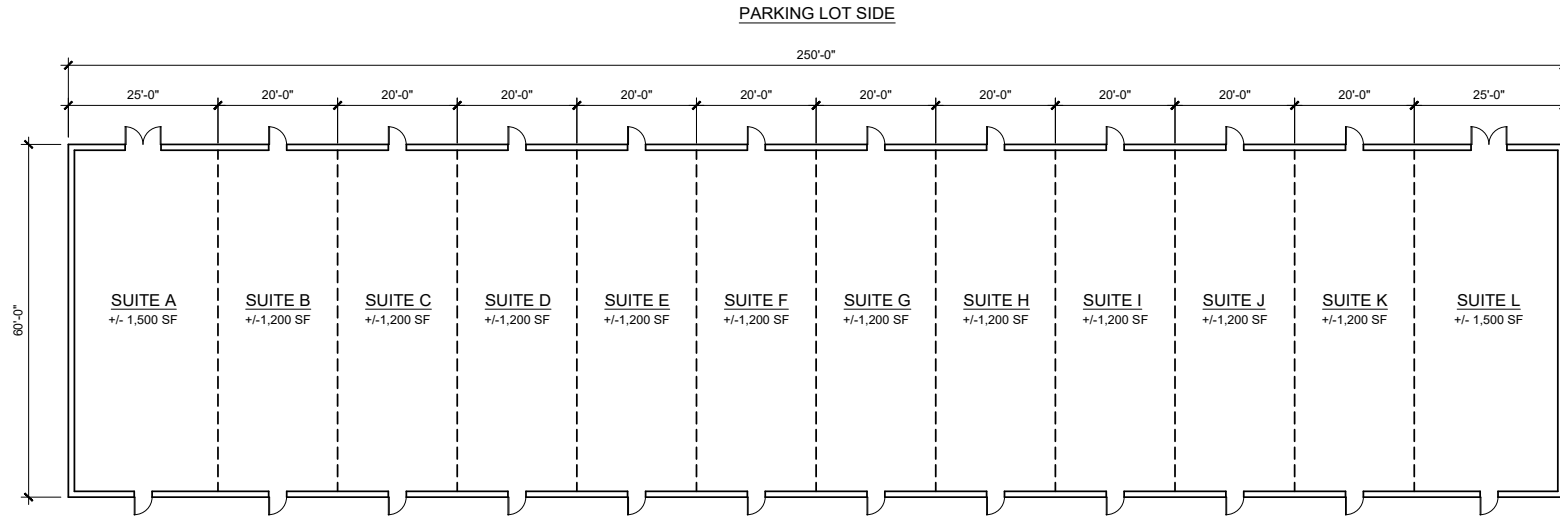 PARKING LOT SIDE
250'-0"
25'-0" 20'-0" 20'-0" 20'-0" 20'-0" 20'-0" 20'-0" 20'-0" 20'-0" 20'-0" 20'-0" 25'-0"
60'-0"
SUITE A SUITE B SUITE C SUITE D SUITE E SUITE F SUITE G SUITE H SUITE I SUITE J SUITE K SUITE L
+/- 1,500 SF +/-1,200 SF +/-1,200 SF +/-1,200 SF +/-1,200 SF +/-1,200 SF +/-1,200 SF +/-1,200 SF +/-1,200 SF +/-1,200 SF +/-1,200 SF +/- 1,500 SF